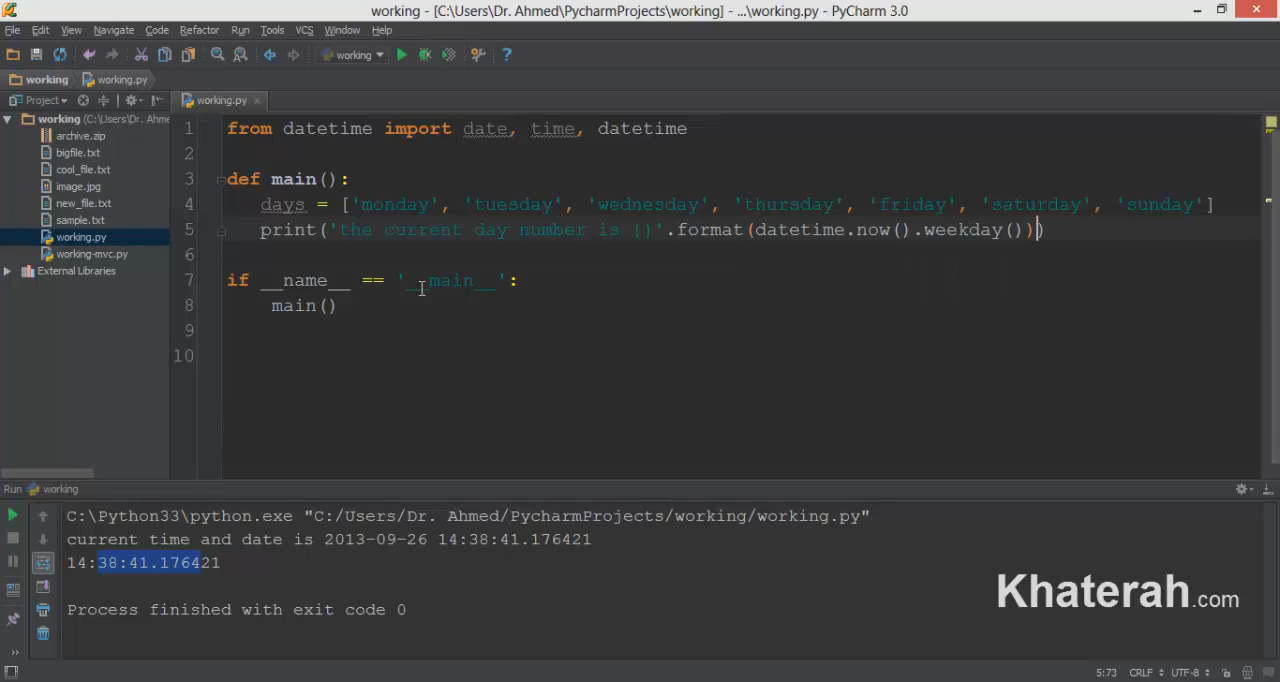 working - [C:\Users\Dr. Ahmed\PycharmProjects\working] - ...\working.py - PyCharm 3.0
File Edit View Navigate Code Refactor Run Tools VCS Window Help
working
working working.py
Project working.py
working (C:\Users\Dr. Ahme
archive.zip
bigfile.txt
cool_file.txt
image.jpg
new_file.txt
sample.txt
working.py
working-mvc.py
External Libraries
1 from datetime import date, time, datetime
2
3 def main():
4 days = ['monday', 'tuesday', 'wednesday', 'thursday', 'friday', 'saturday', 'sunday']
5 print('the current day number is {}'.format(datetime.now().weekday()))
6
7 if __name__ == '__main__':
8 main()
9
10
Run working
C:\Python33\python.exe "C:/Users/Dr. Ahmed/PycharmProjects/working/working.py"
current time and date is 2013-09-26 14:38:41.176421
14:38:41.176421
Process finished with exit code 0
Khaterah.com
5:73 CRLF UTF-8